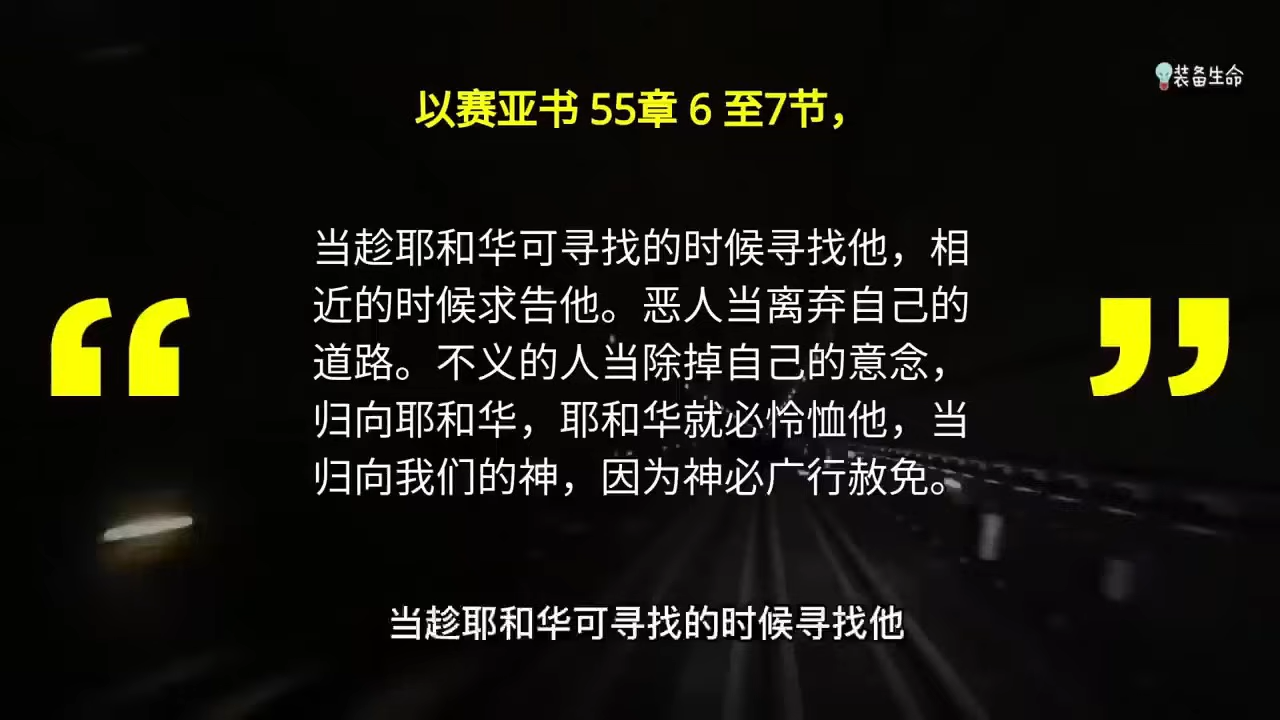 装备生命
以赛亚书 55章 6 至7节，
当趁耶和华可寻找的时候寻找他，相
近的时候求告他。恶人当离弃自己的
道路。不义的人当除掉自己的意念，
归向耶和华，耶和华就必怜恤他，当
归向我们的神，因为神必广行赦免。
当趁耶和华可寻找的时候寻找他